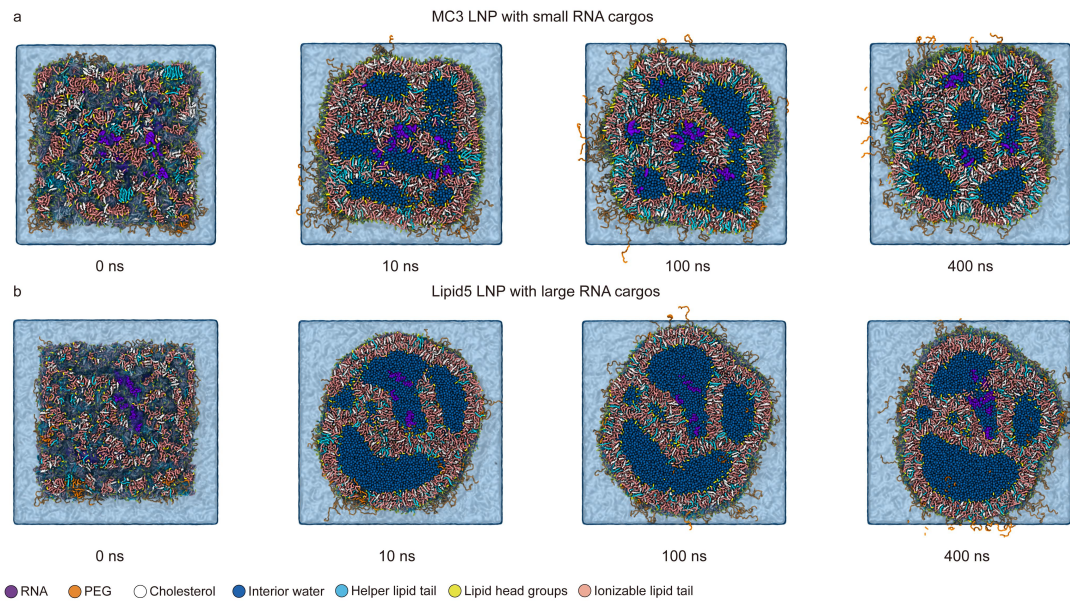 a
MC3 LNP with small RNA cargos
0 ns
10 ns
100 ns
400 ns
b
Lipid5 LNP with large RNA cargos
0 ns
10 ns
100 ns
400 ns
RNA PEG Cholesterol Interior water Helper lipid tail Lipid head groups Ionizable lipid tail